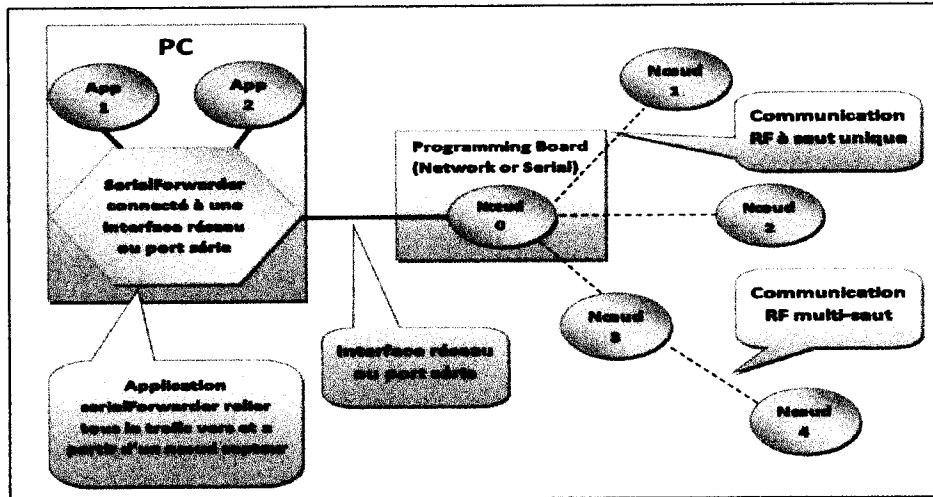 PC
App
1
App
2
SerialForwarder
connecté à une
interface réseau
ou port série
Programming Board
(Network or Serial)
Nœud
0
Nœud
1
Communication
RF à saut unique
Nœud
2
Nœud
3
Communication
RF multi-saut
Nœud
4
Interface réseau
ou port série
Application
serialForwarder relier
tous le trafic vers et a
partir d'un nœud capteur